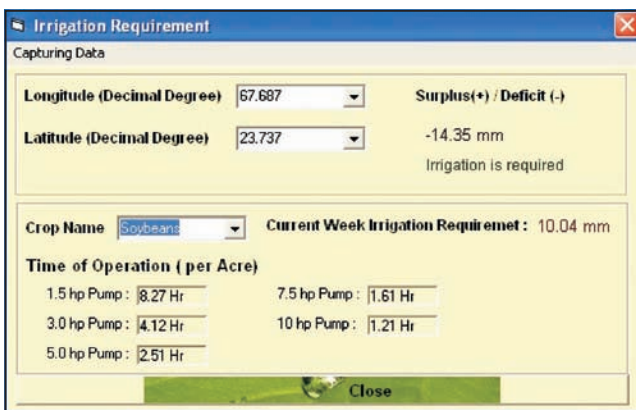 Irrigation Requirement
Capturing Data
Longitude (Decimal Degree) 67.687 Surplus(+) / Deficit (-)
Latitude (Decimal Degree) 23.737 -14.35 mm
Irrigation is required
Crop Name Soybeans Current Week Irrigation Requiremet : 10.04 mm
Time of Operation ( per Acre)
1.5 hp Pump : 8.27 Hr 7.5 hp Pump : 1.61 Hr
3.0 hp Pump : 4.12 Hr 10 hp Pump : 1.21 Hr
5.0 hp Pump : 2.51 Hr
Close